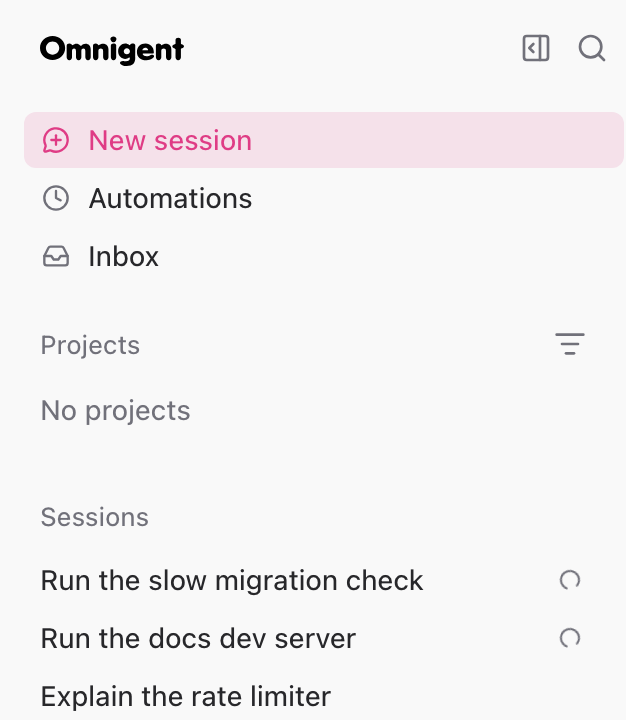 Omnigent
New session
Automations
Inbox
Projects
No projects
Sessions
Run the slow migration check
Run the docs dev server
Explain the rate limiter